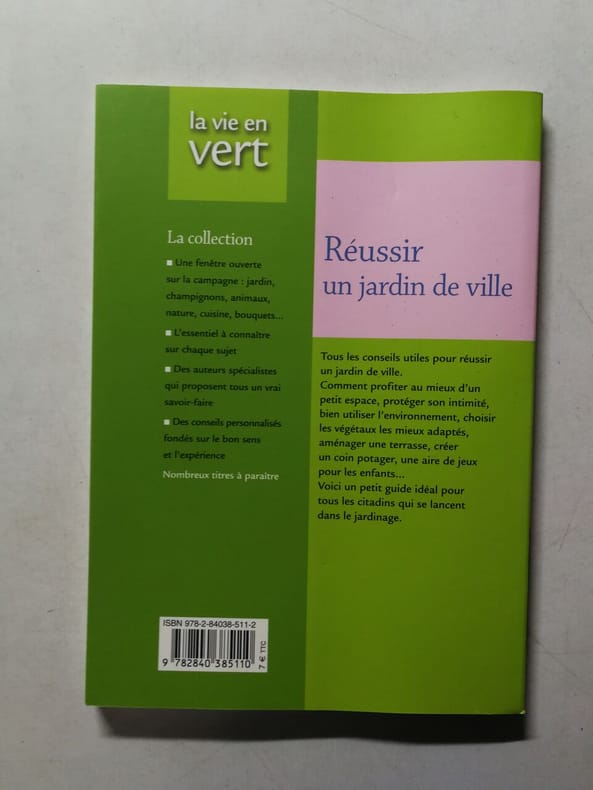 la vie en
vert
La collection
■ Une fenêtre ouverte
sur la campagne : jardin,
champignons, animaux,
nature, cuisine, bouquets...
■ L'essentiel à connaître
sur chaque sujet
■ Des auteurs spécialistes
qui proposent tous un vrai
savoir-faire
■ Des conseils personnalisés
fondés sur le bon sens
et l'expérience
Nombreux titres à paraître
ISBN 978-2-84038-511-2
9 782840 385110
7 € TTC
Réussir
un jardin de ville
Tous les conseils utiles pour réussir
un jardin de ville.
Comment profiter au mieux d'un
petit espace, protéger son intimité,
bien utiliser l'environnement, choisir
les végétaux les mieux adaptés,
aménager une terrasse, créer
un coin potager, une aire de jeux
pour les enfants...
Voici un petit guide idéal pour
tous les citadins qui se lancent
dans le jardinage.